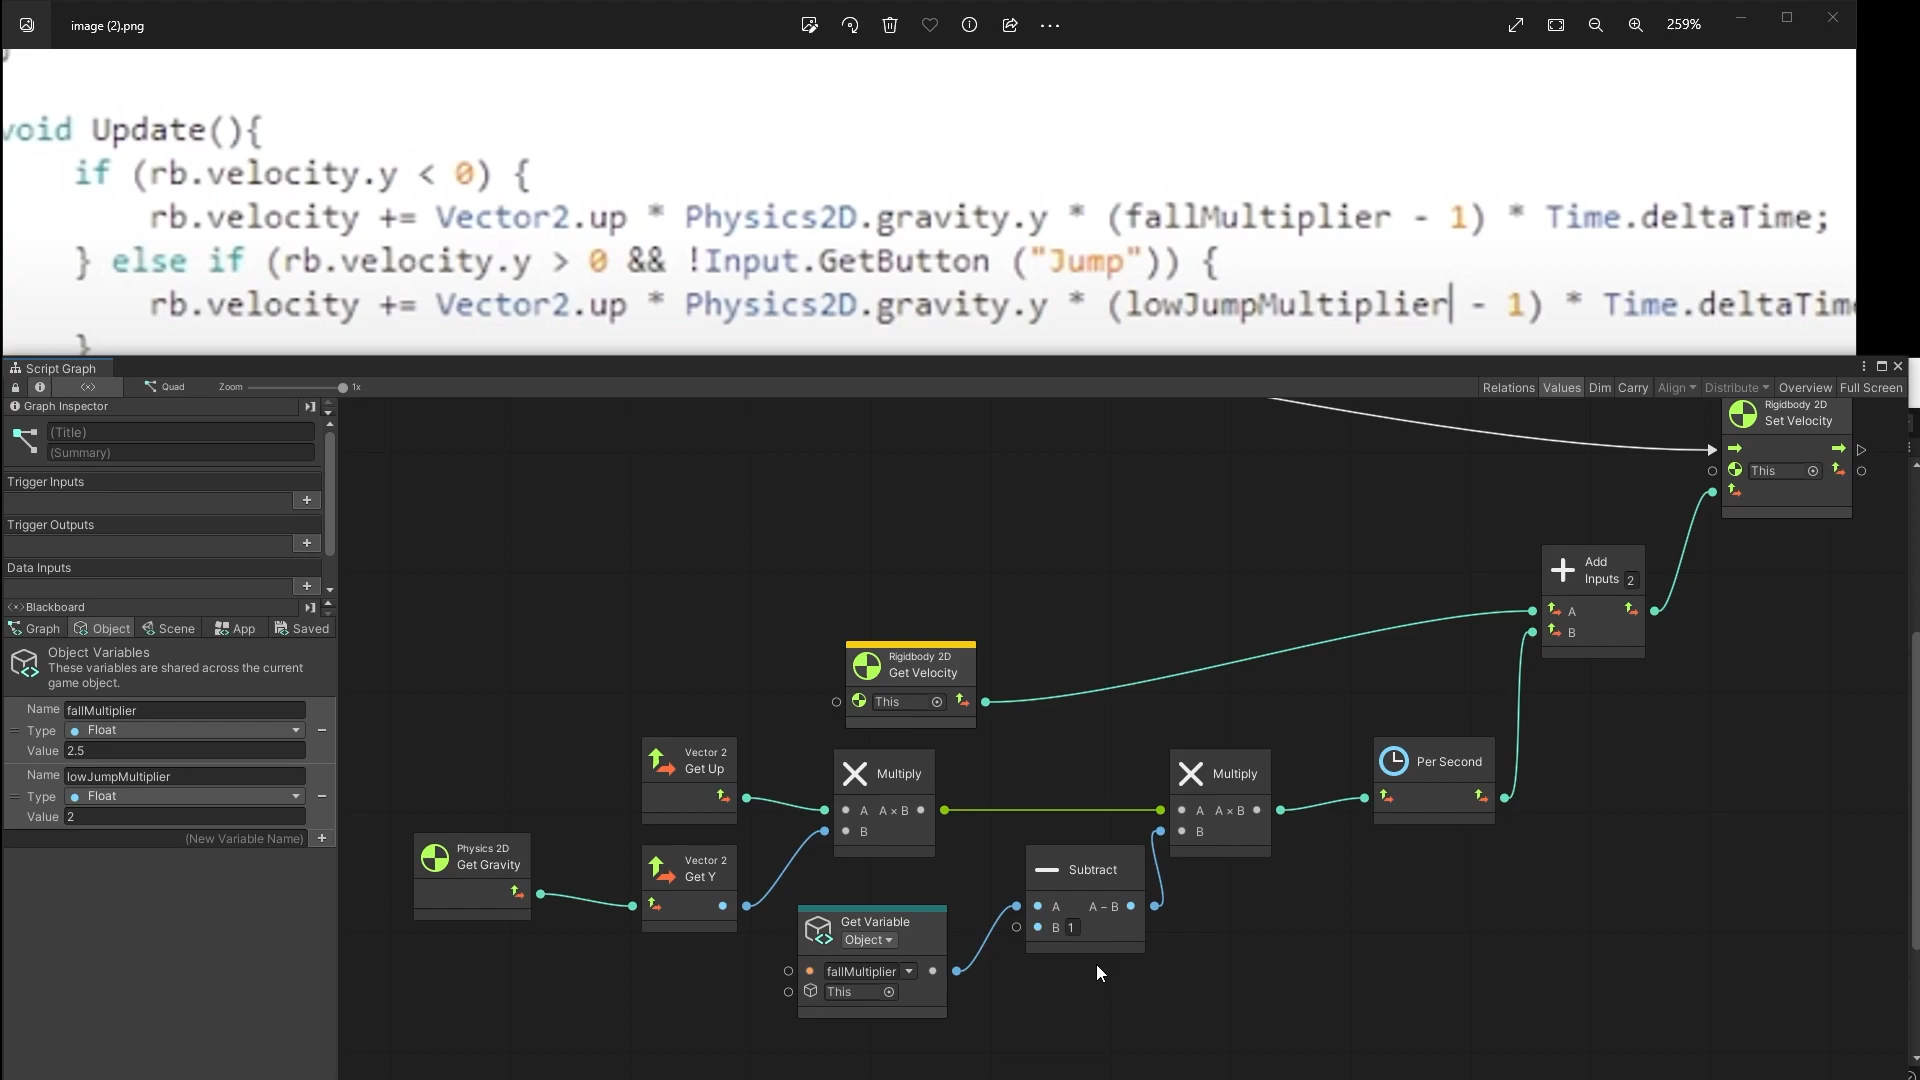 image (2).png
259%
void Update(){
if (rb.velocity.y < 0) {
rb.velocity += Vector2.up * Physics2D.gravity.y * (fallMultiplier - 1) * Time.deltaTime;
} else if (rb.velocity.y > 0 && !Input.GetButton ("Jump")) {
rb.velocity += Vector2.up * Physics2D.gravity.y * (lowJumpMultiplier - 1) * Time.deltaTime
}
Script Graph
<×> Quad Zoom 1x Relations Values Dim Carry Align Distribute Overview Full Screen
Graph Inspector
(Title)
(Summary)
Trigger Inputs
+
Trigger Outputs
+
Data Inputs
+
<×> Blackboard
Graph Object Scene App Saved
Object Variables
These variables are shared across the current
game object.
Name fallMultiplier
Type Float
Value 2.5
Name lowJumpMultiplier
Type Float
Value 2
(New Variable Name) +
Rigidbody 2D
Set Velocity
This
Add
Inputs 2
A
B
Rigidbody 2D
Get Velocity
This
Vector 2
Get Up
Multiply
A A × B
B
Multiply
A A × B
B
Per Second
Physics 2D
Get Gravity
Vector 2
Get Y
Subtract
A A − B
B 1
Get Variable
Object
fallMultiplier
This